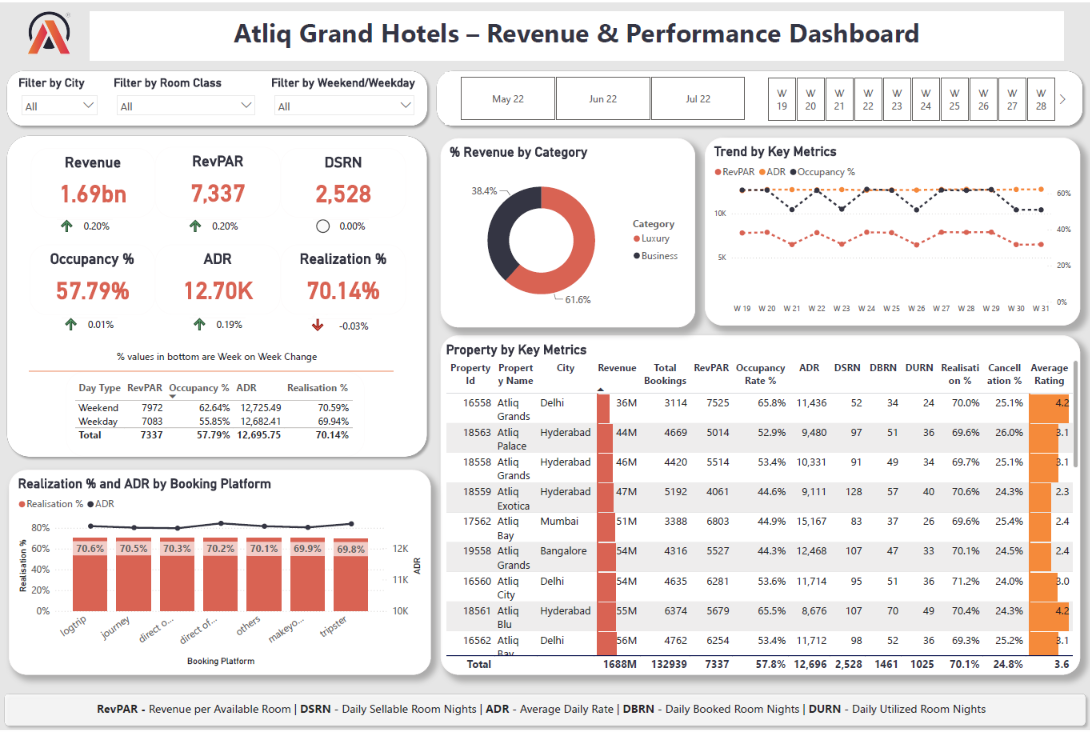 Atliq Grand Hotels – Revenue & Performance Dashboard
Filter by City
All
Filter by Room Class
All
Filter by Weekend/Weekday
All
May 22
Jun 22
Jul 22
W 19
W 20
W 21
W 22
W 23
W 24
W 25
W 26
W 27
W 28
Revenue RevPAR DSRN
1.69bn 7,337 2,528
0.20% 0.20% 0.00%
Occupancy % ADR Realization %
57.79% 12.70K 70.14%
0.01% 0.19% -0.03%
% values in bottom are Week on Week Change
Day Type RevPAR Occupancy % ADR Realisation %
Weekend 7972 62.64% 12,725.49 70.59%
Weekday 7083 55.85% 12,682.41 69.94%
Total 7337 57.79% 12,695.75 70.14%
% Revenue by Category
38.4%
61.6%
Category
Luxury
Business
Trend by Key Metrics
RevPAR ADR Occupancy %
10K
5K
60%
40%
20%
0%
W 19 W 20 W 21 W 22 W 23 W 24 W 25 W 26 W 27 W 28 W 29 W 30 W 31
Realization % and ADR by Booking Platform
Realisation % ADR
Realisation %
80%
60%
40%
20%
0%
70.6% 70.5% 70.3% 70.2% 70.1% 69.9% 69.8%
12K
11K
10K
ADR
logtrip journey direct o... direct of... others makeyo... tripster
Booking Platform
Property by Key Metrics
Property Id Propert y Name City Revenue Total Bookings RevPAR Occupancy Rate % ADR DSRN DBRN DURN Realisati on % Cancell ation % Average Rating
16558 Atliq Grands Delhi 36M 3114 7525 65.8% 11,436 52 34 24 70.0% 25.1% 4.2
18563 Atliq Palace Hyderabad 44M 4669 5014 52.9% 9,480 97 51 36 69.6% 26.0% 3.1
18558 Atliq Grands Hyderabad 46M 4420 5514 53.4% 10,331 91 49 34 69.7% 25.1% 3.1
18559 Atliq Exotica Hyderabad 47M 5192 4061 44.6% 9,111 128 57 40 70.6% 24.3% 2.3
17562 Atliq Bay Mumbai 51M 3388 6803 44.9% 15,167 83 37 26 69.6% 25.4% 2.4
19558 Atliq Grands Bangalore 54M 4316 5527 44.3% 12,468 107 47 33 70.1% 24.5% 2.4
16560 Atliq City Delhi 54M 4635 6281 53.6% 11,714 95 51 36 71.2% 24.0% 3.0
18561 Atliq Blu Hyderabad 55M 6374 5679 65.5% 8,676 107 70 49 70.4% 24.3% 4.2
16562 Atliq Bay Delhi 56M 4762 6254 53.4% 11,712 98 52 36 69.3% 25.2% 3.1
Total 1688M 132939 7337 57.8% 12,696 2,528 1461 1025 70.1% 24.8% 3.6
RevPAR - Revenue per Available Room | DSRN - Daily Sellable Room Nights | ADR - Average Daily Rate | DBRN - Daily Booked Room Nights | DURN - Daily Utilized Room Nights